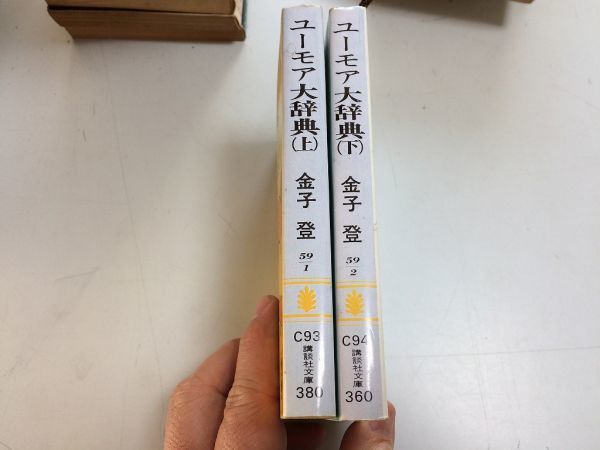 ユーモア大辞典(上)
金子 登
59
1
C93
講談社文庫
380
ユーモア大辞典(下)
金子 登
59
2
C94
講談社文庫
360